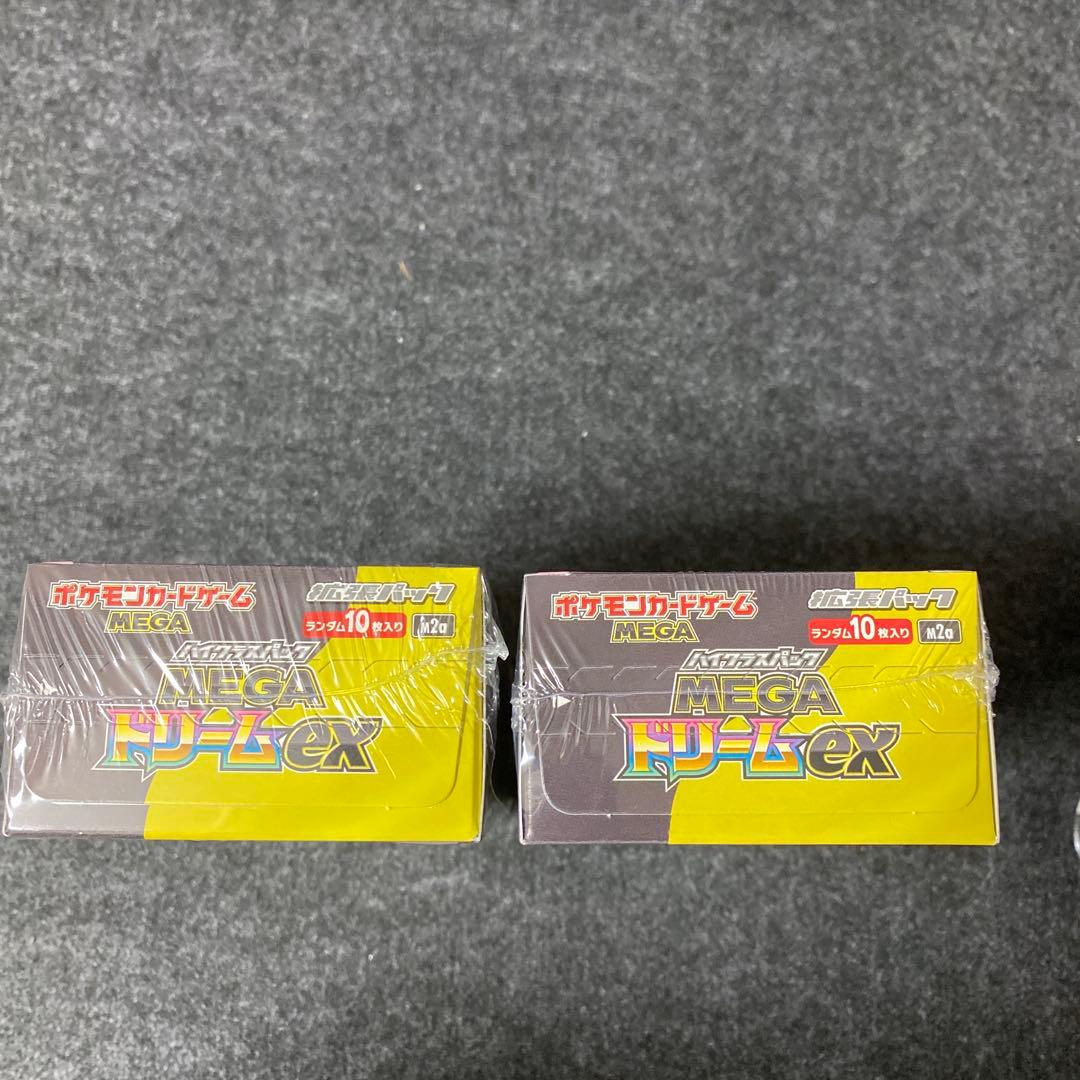 ポケモンカードゲーム
MEGA
拡張パック
ランダム10枚入り
M2a
ハイクラスパック
MEGA
ドリームex
ポケモンカードゲーム
MEGA
拡張パック
ランダム10枚入り
M2a
ハイクラスパック
MEGA
ドリームex